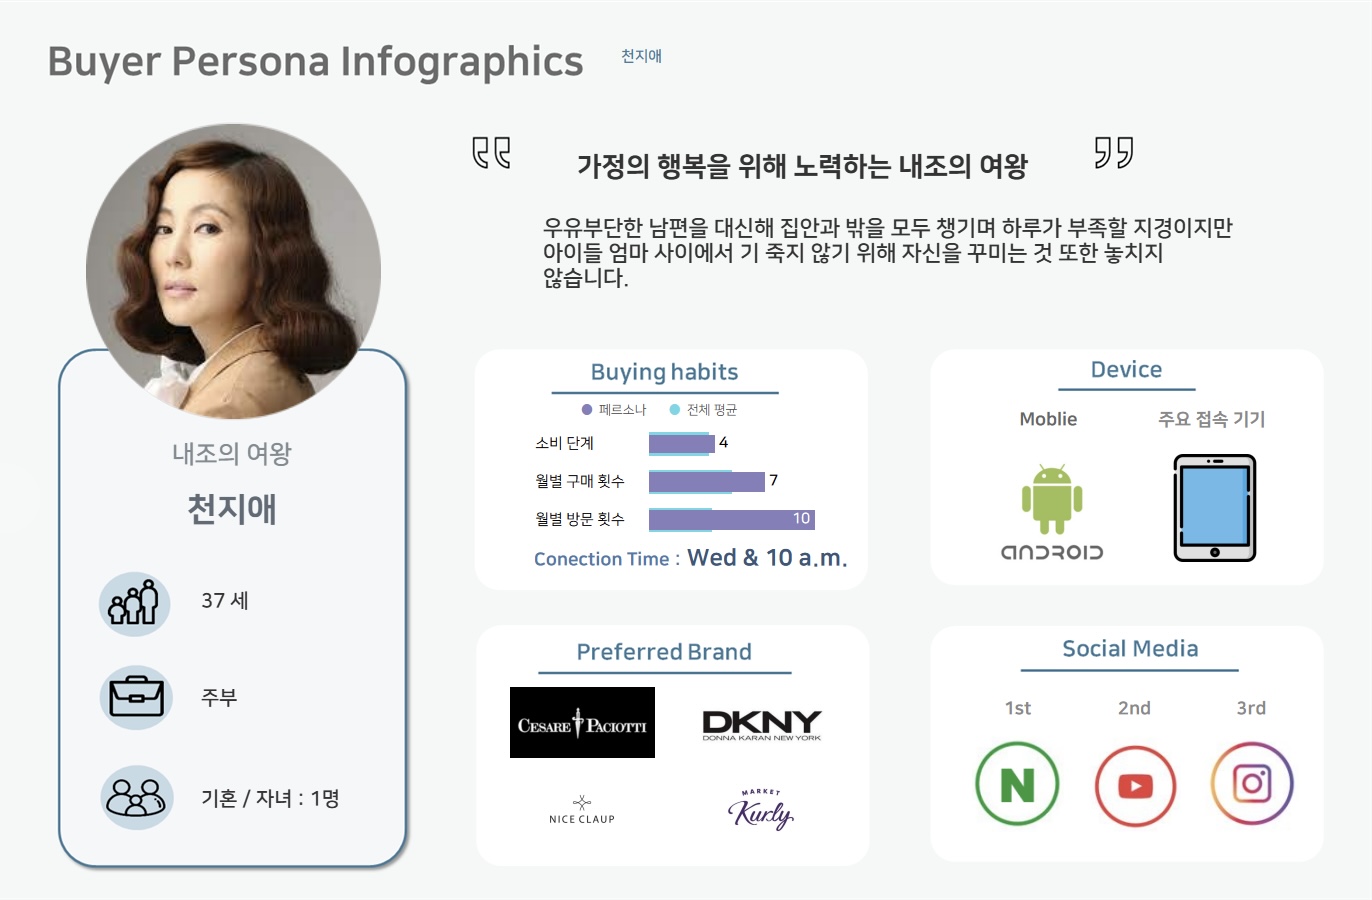 Buyer Persona Infographics
천지애
가정의 행복을 위해 노력하는 내조의 여왕
우유부단한 남편을 대신해 집안과 밖을 모두 챙기며 하루가 부족할 지경이지만
아이들 엄마 사이에서 기 죽지 않기 위해 자신을 꾸미는 것 또한 놓치지
않습니다.
내조의 여왕
천지애
37 세
주부
기혼 / 자녀 : 1명
Buying habits
페르소나 전체 평균
소비 단계 4
월별 구매 횟수 7
월별 방문 횟수 10
Conection Time : Wed & 10 a.m.
Device
Moblie 주요 접속 기기
ANDROID
Preferred Brand
CESARE PACIOTTI
DKNY
DONNA KARAN NEW YORK
NICE CLAUP
MARKET
Kurly
Social Media
1st 2nd 3rd
N